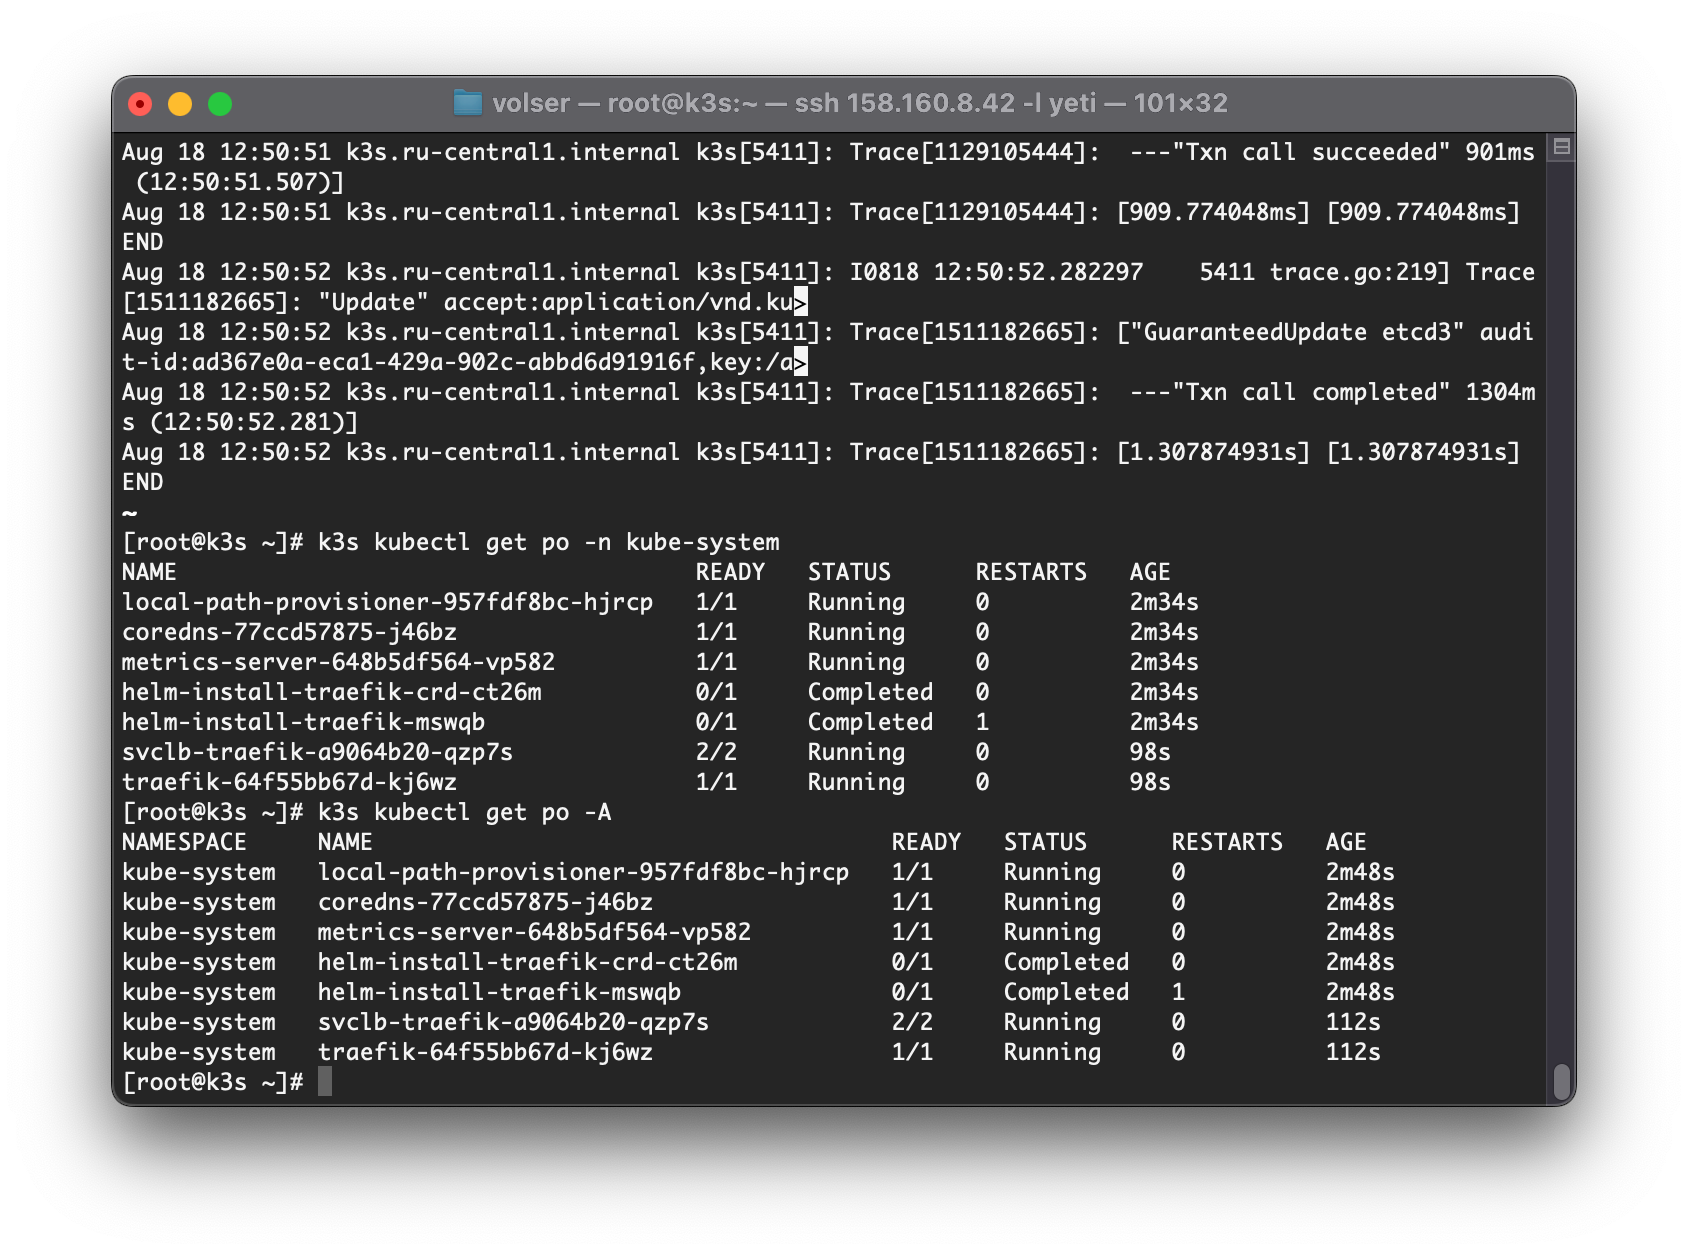 volser — root@k3s:~ — ssh 158.160.8.42 -l yeti — 101×32
Aug 18 12:50:51 k3s.ru-central1.internal k3s[5411]: Trace[1129105444]:  ---"Txn call succeeded" 901ms
 (12:50:51.507)]
Aug 18 12:50:51 k3s.ru-central1.internal k3s[5411]: Trace[1129105444]: [909.774048ms] [909.774048ms]
END
Aug 18 12:50:52 k3s.ru-central1.internal k3s[5411]: I0818 12:50:52.282297    5411 trace.go:219] Trace
[1511182665]: "Update" accept:application/vnd.ku>
Aug 18 12:50:52 k3s.ru-central1.internal k3s[5411]: Trace[1511182665]: ["GuaranteedUpdate etcd3" audi
t-id:ad367e0a-eca1-429a-902c-abbd6d91916f,key:/a>
Aug 18 12:50:52 k3s.ru-central1.internal k3s[5411]: Trace[1511182665]:  ---"Txn call completed" 1304m
s (12:50:52.281)]
Aug 18 12:50:52 k3s.ru-central1.internal k3s[5411]: Trace[1511182665]: [1.307874931s] [1.307874931s]
END
~
[root@k3s ~]# k3s kubectl get po -n kube-system
NAME                                     READY   STATUS      RESTARTS   AGE
local-path-provisioner-957fdf8bc-hjrcp   1/1     Running     0          2m34s
coredns-77ccd57875-j46bz                 1/1     Running     0          2m34s
metrics-server-648b5df564-vp582          1/1     Running     0          2m34s
helm-install-traefik-crd-ct26m           0/1     Completed   0          2m34s
helm-install-traefik-mswqb               0/1     Completed   1          2m34s
svclb-traefik-a9064b20-qzp7s             2/2     Running     0          98s
traefik-64f55bb67d-kj6wz                 1/1     Running     0          98s
[root@k3s ~]# k3s kubectl get po -A
NAMESPACE     NAME                                     READY   STATUS      RESTARTS   AGE
kube-system   local-path-provisioner-957fdf8bc-hjrcp   1/1     Running     0          2m48s
kube-system   coredns-77ccd57875-j46bz                 1/1     Running     0          2m48s
kube-system   metrics-server-648b5df564-vp582          1/1     Running     0          2m48s
kube-system   helm-install-traefik-crd-ct26m           0/1     Completed   0          2m48s
kube-system   helm-install-traefik-mswqb               0/1     Completed   1          2m48s
kube-system   svclb-traefik-a9064b20-qzp7s             2/2     Running     0          112s
kube-system   traefik-64f55bb67d-kj6wz                 1/1     Running     0          112s
[root@k3s ~]#